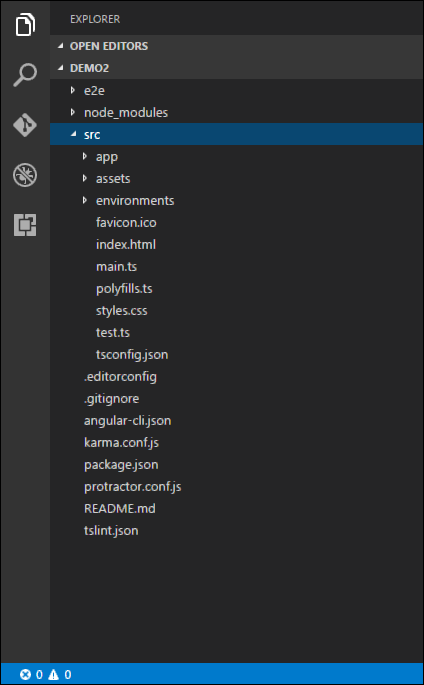 EXPLORER
OPEN EDITORS
DEMO2
e2e
node_modules
src
app
assets
environments
favicon.ico
index.html
main.ts
polyfills.ts
styles.css
test.ts
tsconfig.json
.editorconfig
.gitignore
angular-cli.json
karma.conf.js
package.json
protractor.conf.js
README.md
tslint.json
0 0